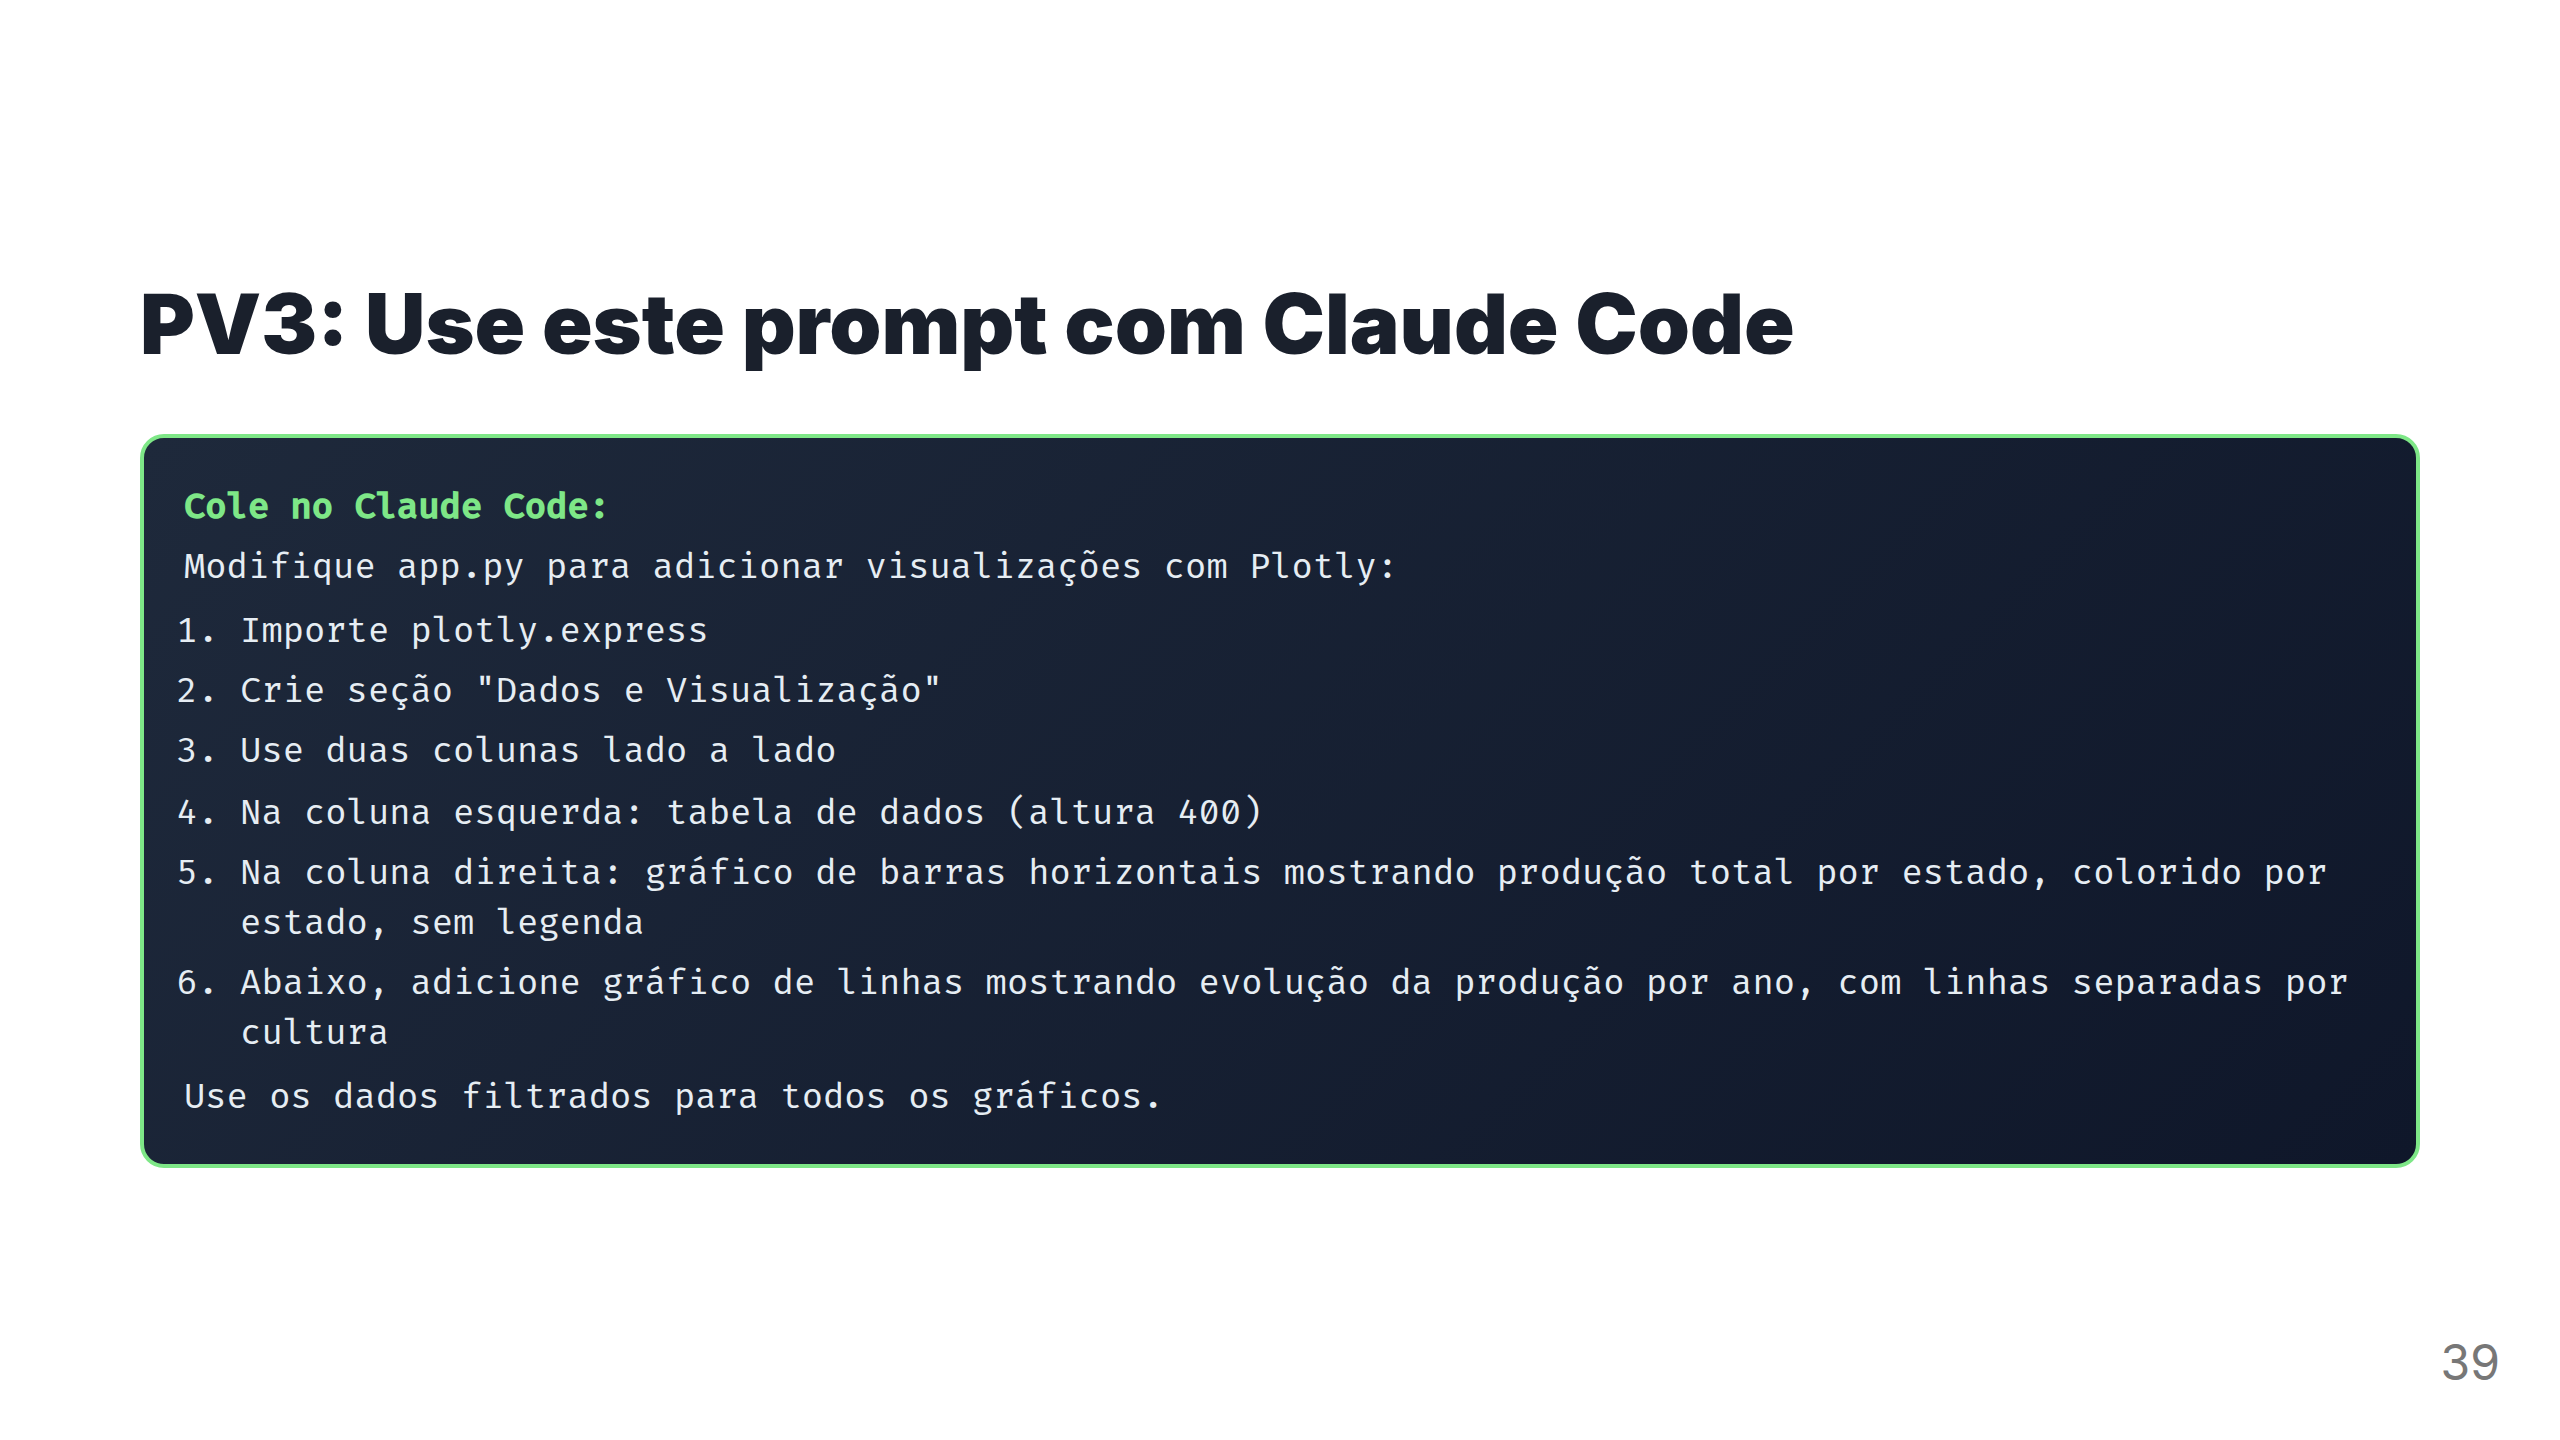 PV3: Use este prompt com Claude Code
Cole no Claude Code:
Modifique app.py para adicionar visualizações com Plotly:
1. Importe plotly.express
2. Crie seção "Dados e Visualização"
3. Use duas colunas lado a lado
4. Na coluna esquerda: tabela de dados (altura 400)
5. Na coluna direita: gráfico de barras horizontais mostrando produção total por estado, colorido por
estado, sem legenda
6. Abaixo, adicione gráfico de linhas mostrando evolução da produção por ano, com linhas separadas por
cultura
Use os dados filtrados para todos os gráficos.
39